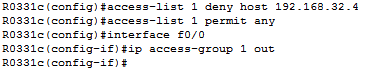 R0331c(config)#access-list 1 deny host 192.168.32.4
R0331c(config)#access-list 1 permit any
R0331c(config)#interface f0/0
R0331c(config-if)#ip access-group 1 out
R0331c(config-if)#